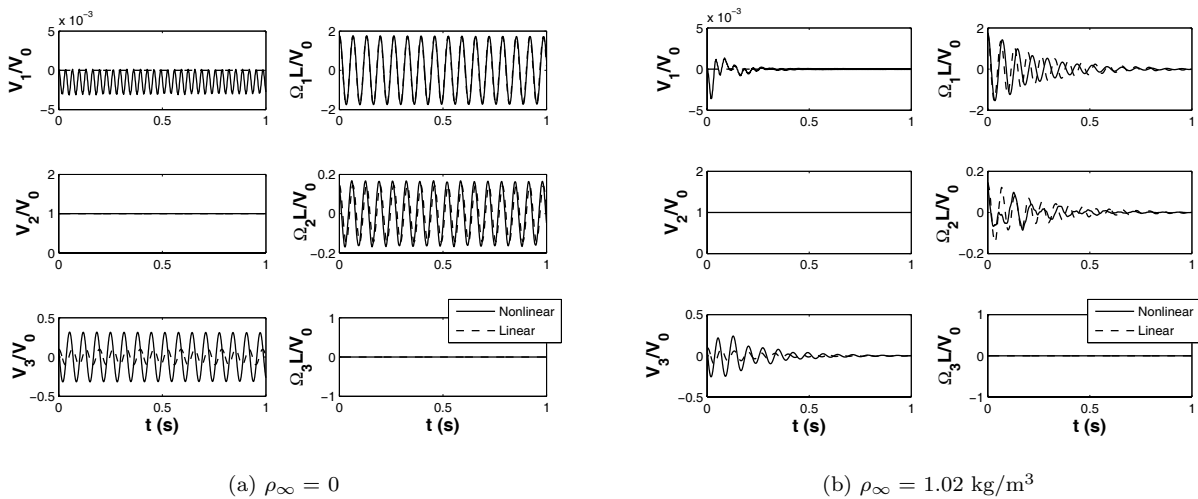 x 10⁻³
5
0
−5
V₁/V₀
0 0.5 1
2
0
−2
Ω₁L/V₀
0 0.5 1
2
1
0
V₂/V₀
0 0.5 1
0.2
0
−0.2
Ω₂L/V₀
0 0.5 1
0.5
0
−0.5
V₃/V₀
0 0.5 1
t (s)
1
0
−1
Ω₃L/V₀
0 0.5 1
t (s)
Nonlinear
Linear
(a) ρ∞ = 0
x 10⁻³
5
0
−5
V₁/V₀
0 0.5 1
2
0
−2
Ω₁L/V₀
0 0.5 1
2
1
0
V₂/V₀
0 0.5 1
0.2
0
−0.2
Ω₂L/V₀
0 0.5 1
0.5
0
−0.5
V₃/V₀
0 0.5 1
t (s)
1
0
−1
Ω₃L/V₀
0 0.5 1
t (s)
Nonlinear
Linear
(b) ρ∞ = 1.02 kg/m³